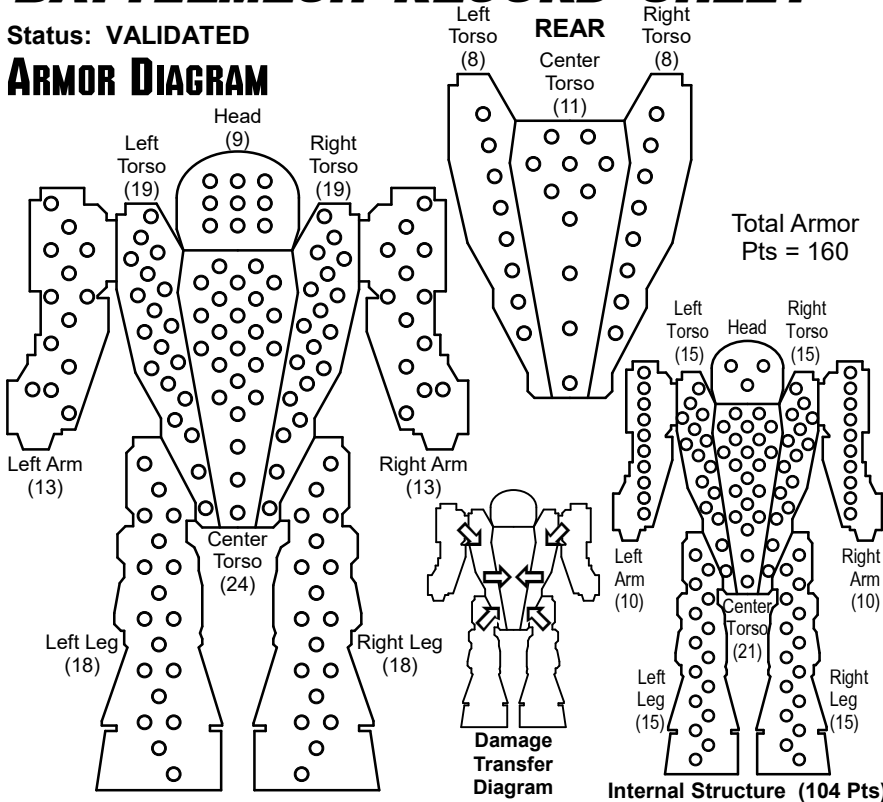 BATTLEMECH RECORD SHEET
Status: VALIDATED
ARMOR DIAGRAM
Left
Torso
(8)
REAR
Right
Torso
(8)
Center
Torso
(11)
Head
(9)
Left
Torso
(19)
Right
Torso
(19)
Total Armor
Pts = 160
Left
Torso
(15)
Head
Right
Torso
(15)
Left Arm
(13)
Right Arm
(13)
Center
Torso
(24)
Left
Arm
(10)
Right
Arm
(10)
Center
Torso
(21)
Left Leg
(18)
Right Leg
(18)
Left
Leg
(15)
Right
Leg
(15)
Damage
Transfer
Diagram
Internal Structure (104 Pts)